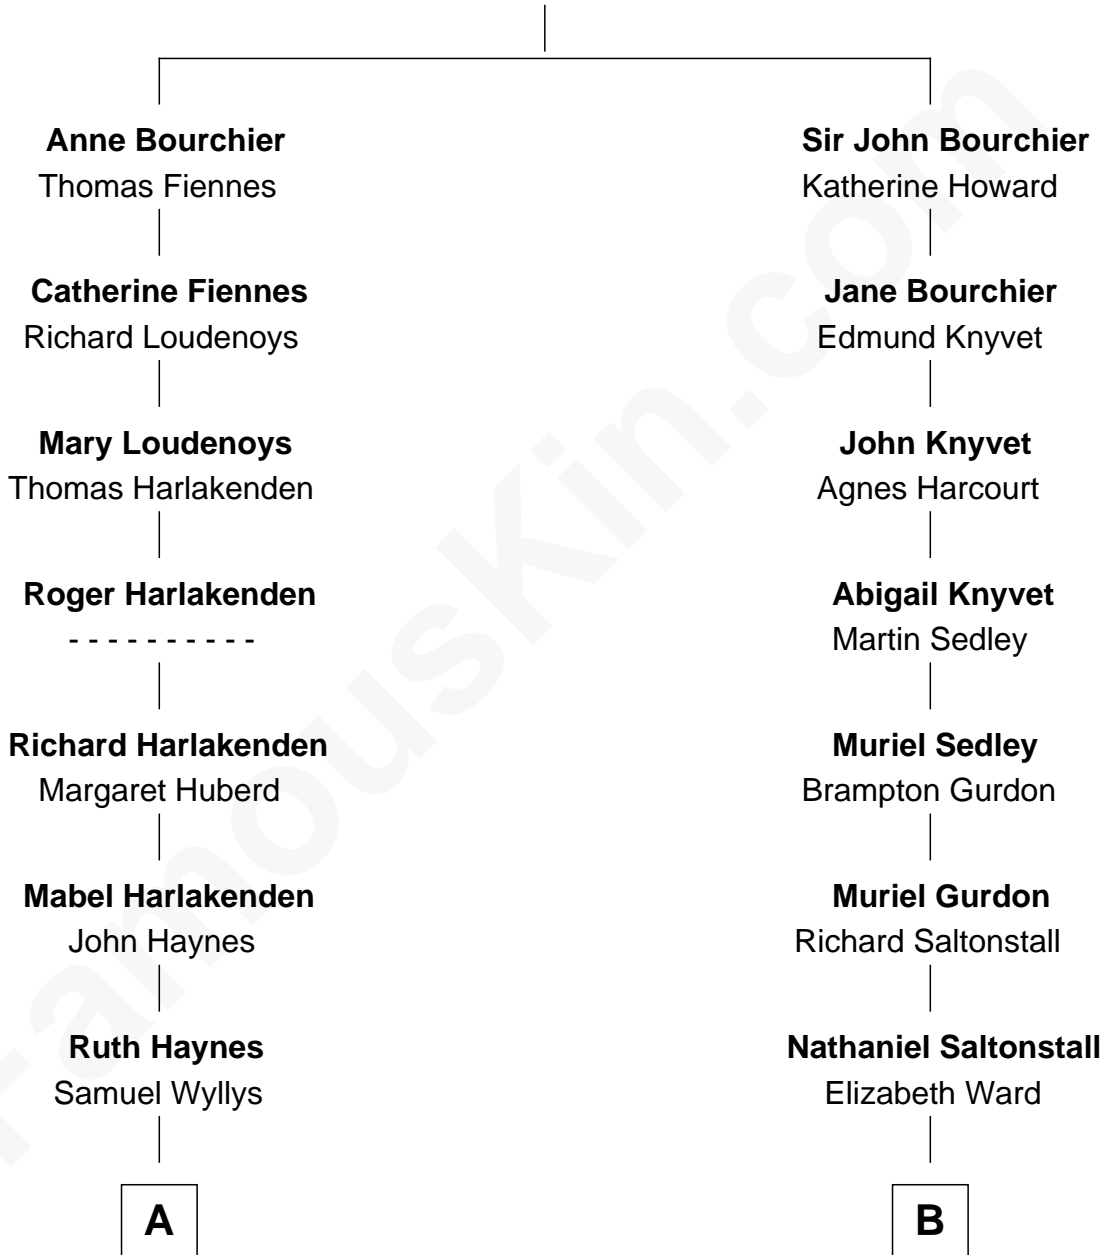 Anne Bourchier
Thomas Fiennes
Sir John Bourchier
Katherine Howard
Catherine Fiennes
Richard Loudenoys
Jane Bourchier
Edmund Knyvet
Mary Loudenoys
Thomas Harlakenden
John Knyvet
Agnes Harcourt
Roger Harlakenden
- - - - - - - - - -
Abigail Knyvet
Martin Sedley
Richard Harlakenden
Margaret Huberd
Muriel Sedley
Brampton Gurdon
Mabel Harlakenden
John Haynes
Muriel Gurdon
Richard Saltonstall
Ruth Haynes
Samuel Wyllys
Nathaniel Saltonstall
Elizabeth Ward
A
B
FamousKin.com